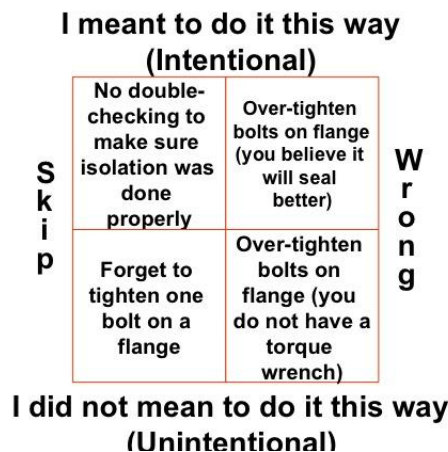 I meant to do it this way
(Intentional)
No double-
checking to
make sure
isolation was
done
properly
Over-tighten
bolts on flange
(you believe it
will seal
better)
Skip
Wrong
Forget to
tighten one
bolt on a
flange
Over-tighten
bolts on
flange (you
do not have a
torque
wrench)
I did not mean to do it this way
(Unintentional)